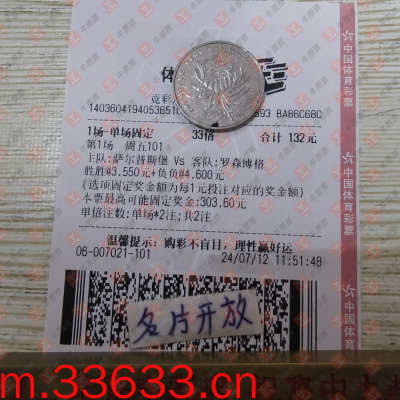 体
竞彩
140360419405365100 893 BA86C68C
1场-单场固定 33倍 合计 132元
第1场 周五101
主队:萨尔普斯堡 Vs 客队:罗森博格
胜胜@3.550元+负负@4.600元
(选项固定奖金额为每1元投注对应的奖金额)
本票最高可能固定奖金:303.60元
单倍注数:单场*2注;共2注
温馨提示:购彩不盲目,理性赢好运
06-007021-101 24/07/12 11:51:48
名片开放
m.33633.cn
中国体育彩票
中国体育彩票
中国体育彩票